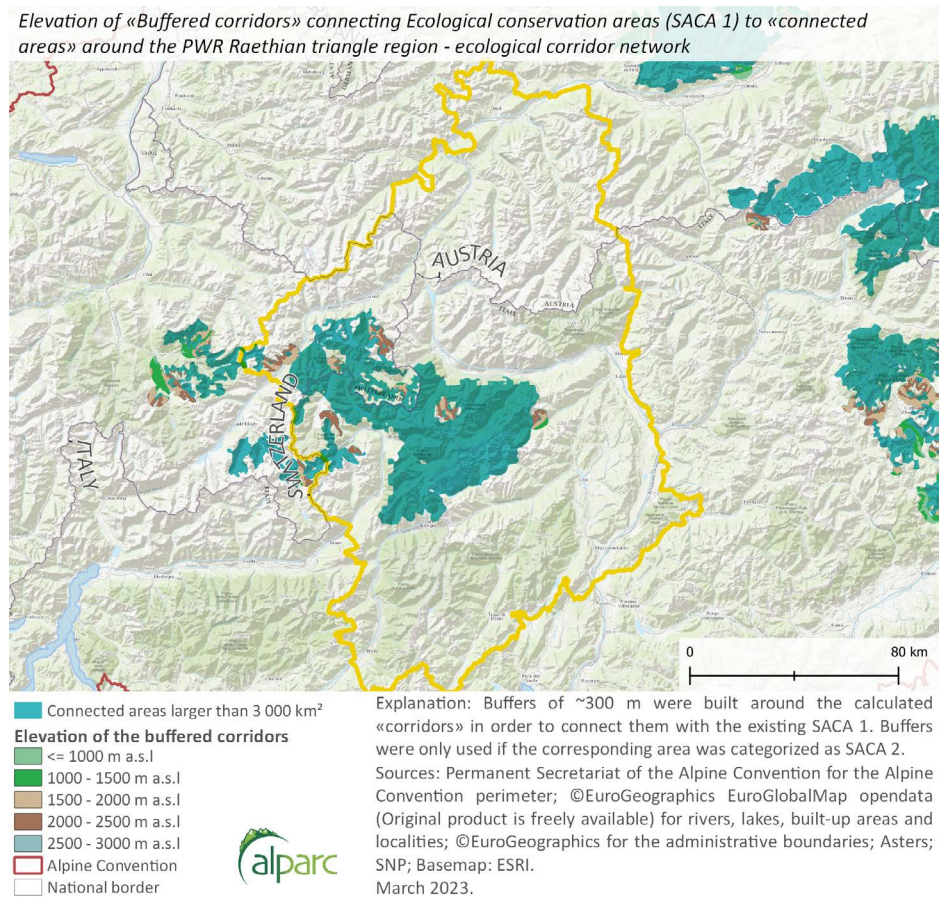 Elevation of «Buffered corridors» connecting Ecological conservation areas (SACA 1) to «connected
areas» around the PWR Raethian triangle region - ecological corridor network
AUSTRIA
ITALY
AUSTRIA
ITALY
SWITZERLAND
ITALY
Vaduz
Chur
0
80 km
Connected areas larger than 3 000 km²
Elevation of the buffered corridors
<= 1000 m a.s.l
1000 - 1500 m a.s.l
1500 - 2000 m a.s.l
2000 - 2500 m a.s.l
2500 - 3000 m a.s.l
Alpine Convention
National border
alparc
Explanation: Buffers of ~300 m were built around the calculated
«corridors» in order to connect them with the existing SACA 1. Buffers
were only used if the corresponding area was categorized as SACA 2.
Sources: Permanent Secretariat of the Alpine Convention for the Alpine
Convention perimeter; ©EuroGeographics EuroGlobalMap opendata
(Original product is freely available) for rivers, lakes, built-up areas and
localities; ©EuroGeographics for the administrative boundaries; Asters;
SNP; Basemap: ESRI.
March 2023.